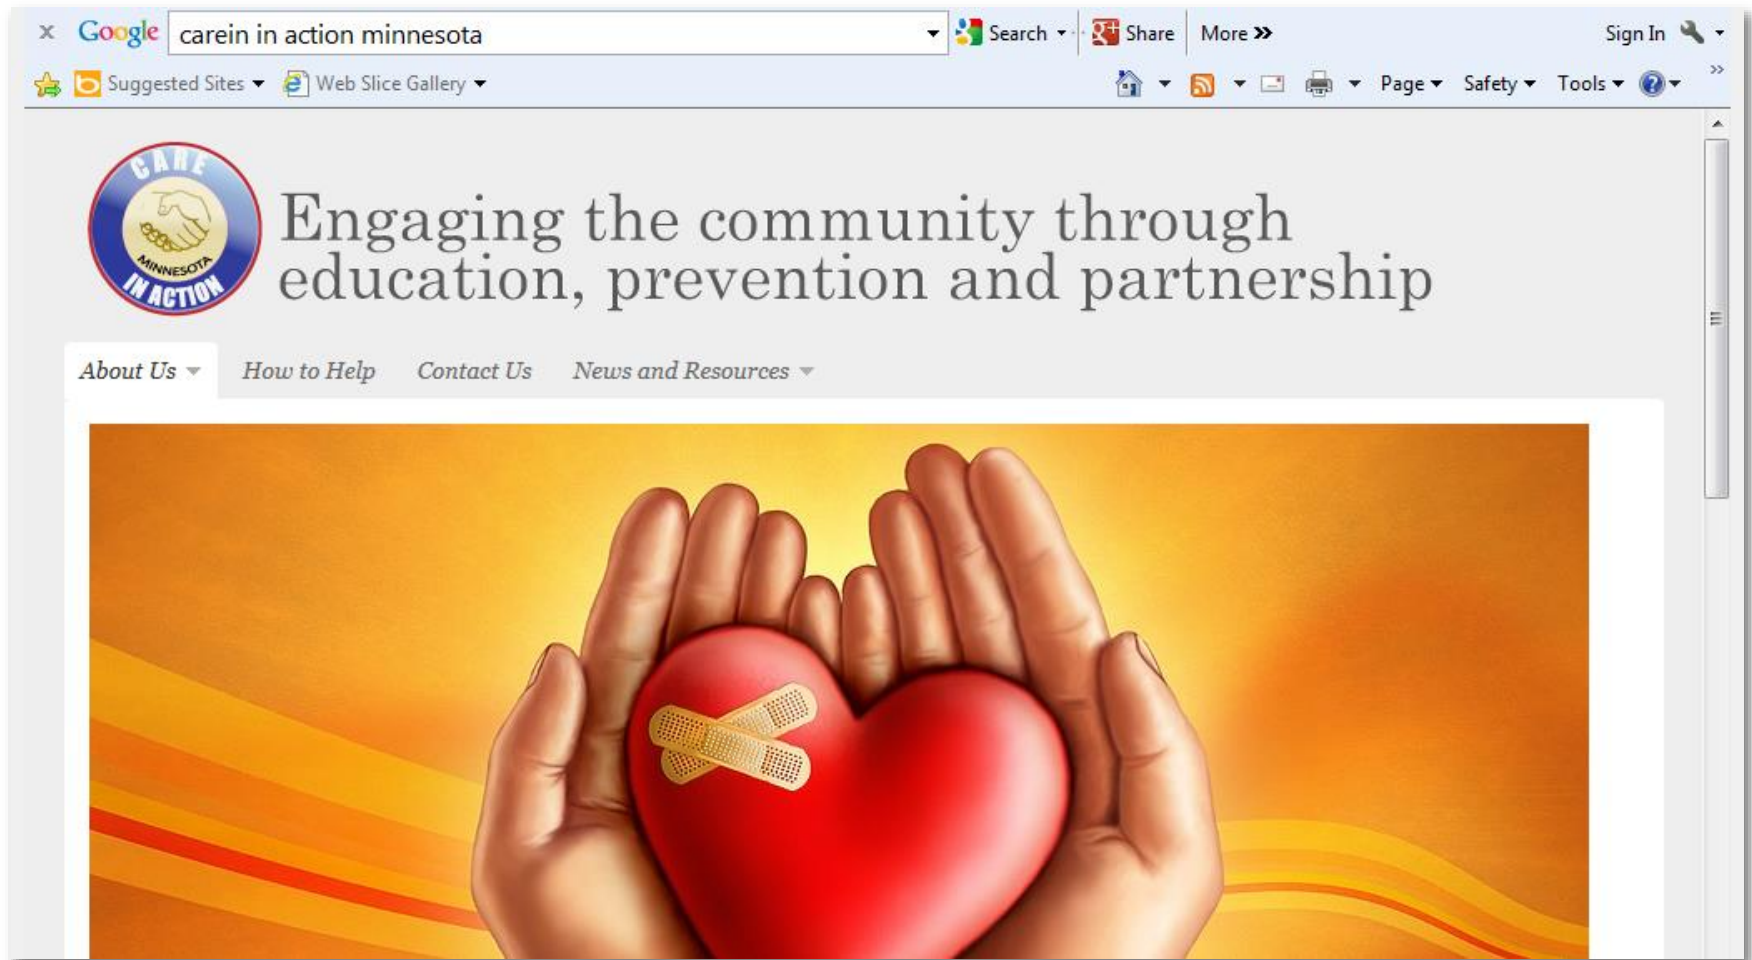 x Google carein in action minnesota Search Share More » Sign In
Suggested Sites Web Slice Gallery Page Safety Tools »
CARE
MINNESOTA
IN ACTION
Engaging the community through
education, prevention and partnership
About Us How to Help Contact Us News and Resources